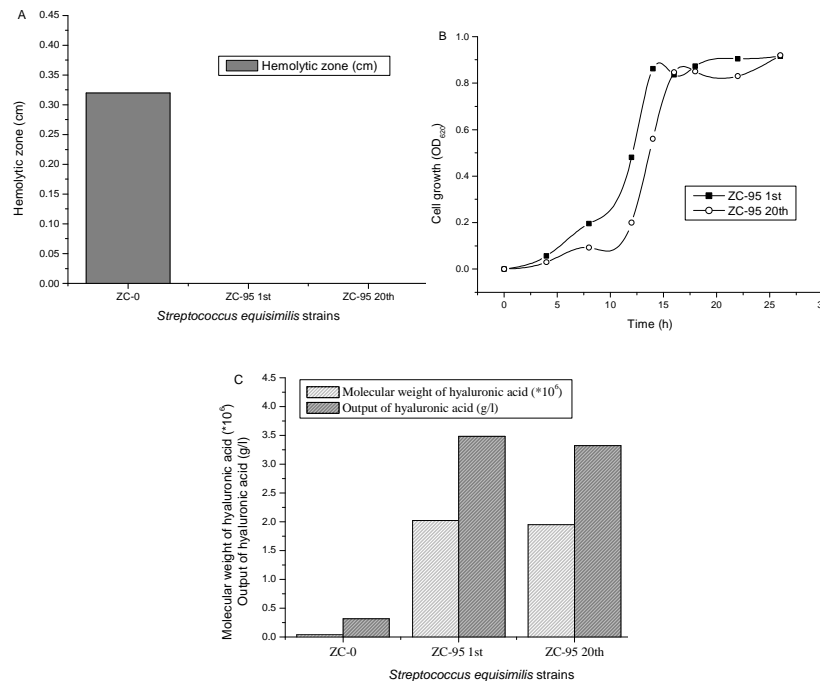 A
0.45
0.40
0.35
0.30
0.25
0.20
0.15
0.10
0.05
0.00
Hemolytic zone (cm)
Hemolytic zone (cm)
ZC-0
ZC-95 1st
ZC-95 20th
Streptococcus equisimilis strains
B
1.0
0.8
0.6
0.4
0.2
0.0
Cell growth (OD620)
ZC-95 1st
ZC-95 20th
0
5
10
15
20
25
Time (h)
C
4.5
4.0
3.5
3.0
2.5
2.0
1.5
1.0
0.5
0.0
Molecular weight of hyaluronic acid (*10⁶)
Output of hyaluronic acid (g/l)
Molecular weight of hyaluronic acid (*10⁶)
Output of hyaluronic acid (g/l)
ZC-0
ZC-95 1st
ZC-95 20th
Streptococcus equisimilis strains